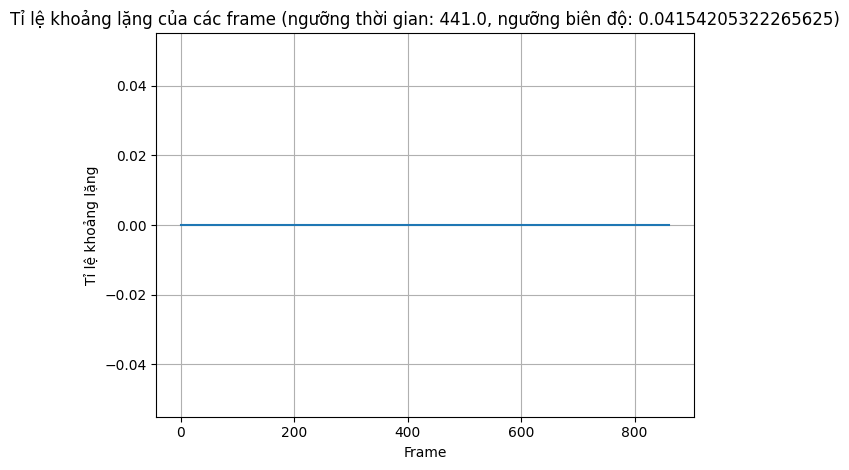 Tỉ lệ khoảng lặng của các frame (ngưỡng thời gian: 441.0, ngưỡng biên độ: 0.04154205322265625)
Tỉ lệ khoảng lặng
0.04
0.02
0.00
−0.02
−0.04
0 200 400 600 800
Frame